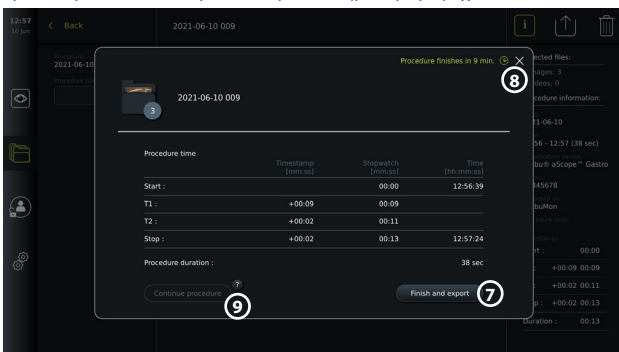 12:57
10 Jun
Back
2021-06-10 009
i
Procedure finishes in 9 min.
8
ected files:
Procedure
2021-06-10
mages: 3
ideos: 0
Procedure
cedure information:
2021-06-10 009
3
21-06-10
:56 - 12:57 (38 sec)
bu® aScope™ Gastro
345678
buMon
Procedure time
Timestamp
[mm:ss]
Stopwatch
[mm:ss]
Time
[hh:mm:ss]
Start : 00:00 12:56:39
T1 : +00:09 00:09
T2 : +00:02 00:11
Stop : +00:02 00:13 12:57:24
Procedure duration : 38 sec
rt : 00:00
: +00:09 00:09
: +00:02 00:11
p : +00:02 00:13
Duration : 00:13
Continue procedure
?
9
Finish and export
7